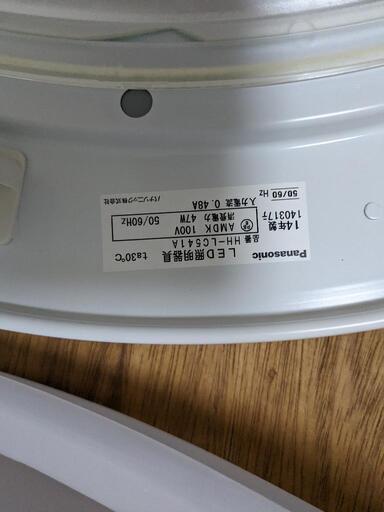 Panasonic
LED照明器具 ta30℃
品番 HH-LC541A
14年製 AMDK 100V 50/60Hz
140317 消費電力 47W
入力電流 0.48A
50/60 Hz パナソニック株式会社